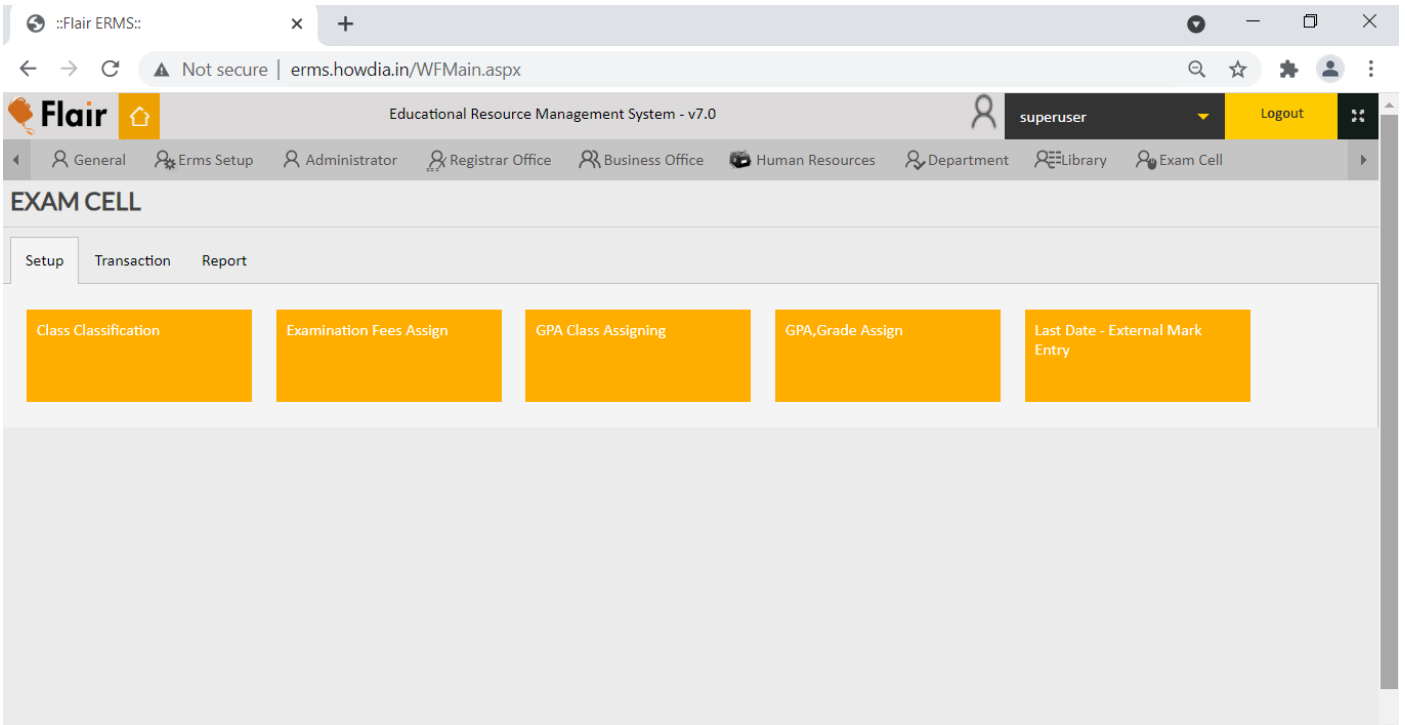 ::Flair ERMS::
Not secure | erms.howdia.in/WFMain.aspx
Flair Educational Resource Management System - v7.0 superuser Logout
General Erms Setup Administrator Registrar Office Business Office Human Resources Department Library Exam Cell
EXAM CELL
Setup Transaction Report
Class Classification Examination Fees Assign GPA Class Assigning GPA,Grade Assign Last Date - External Mark
Entry